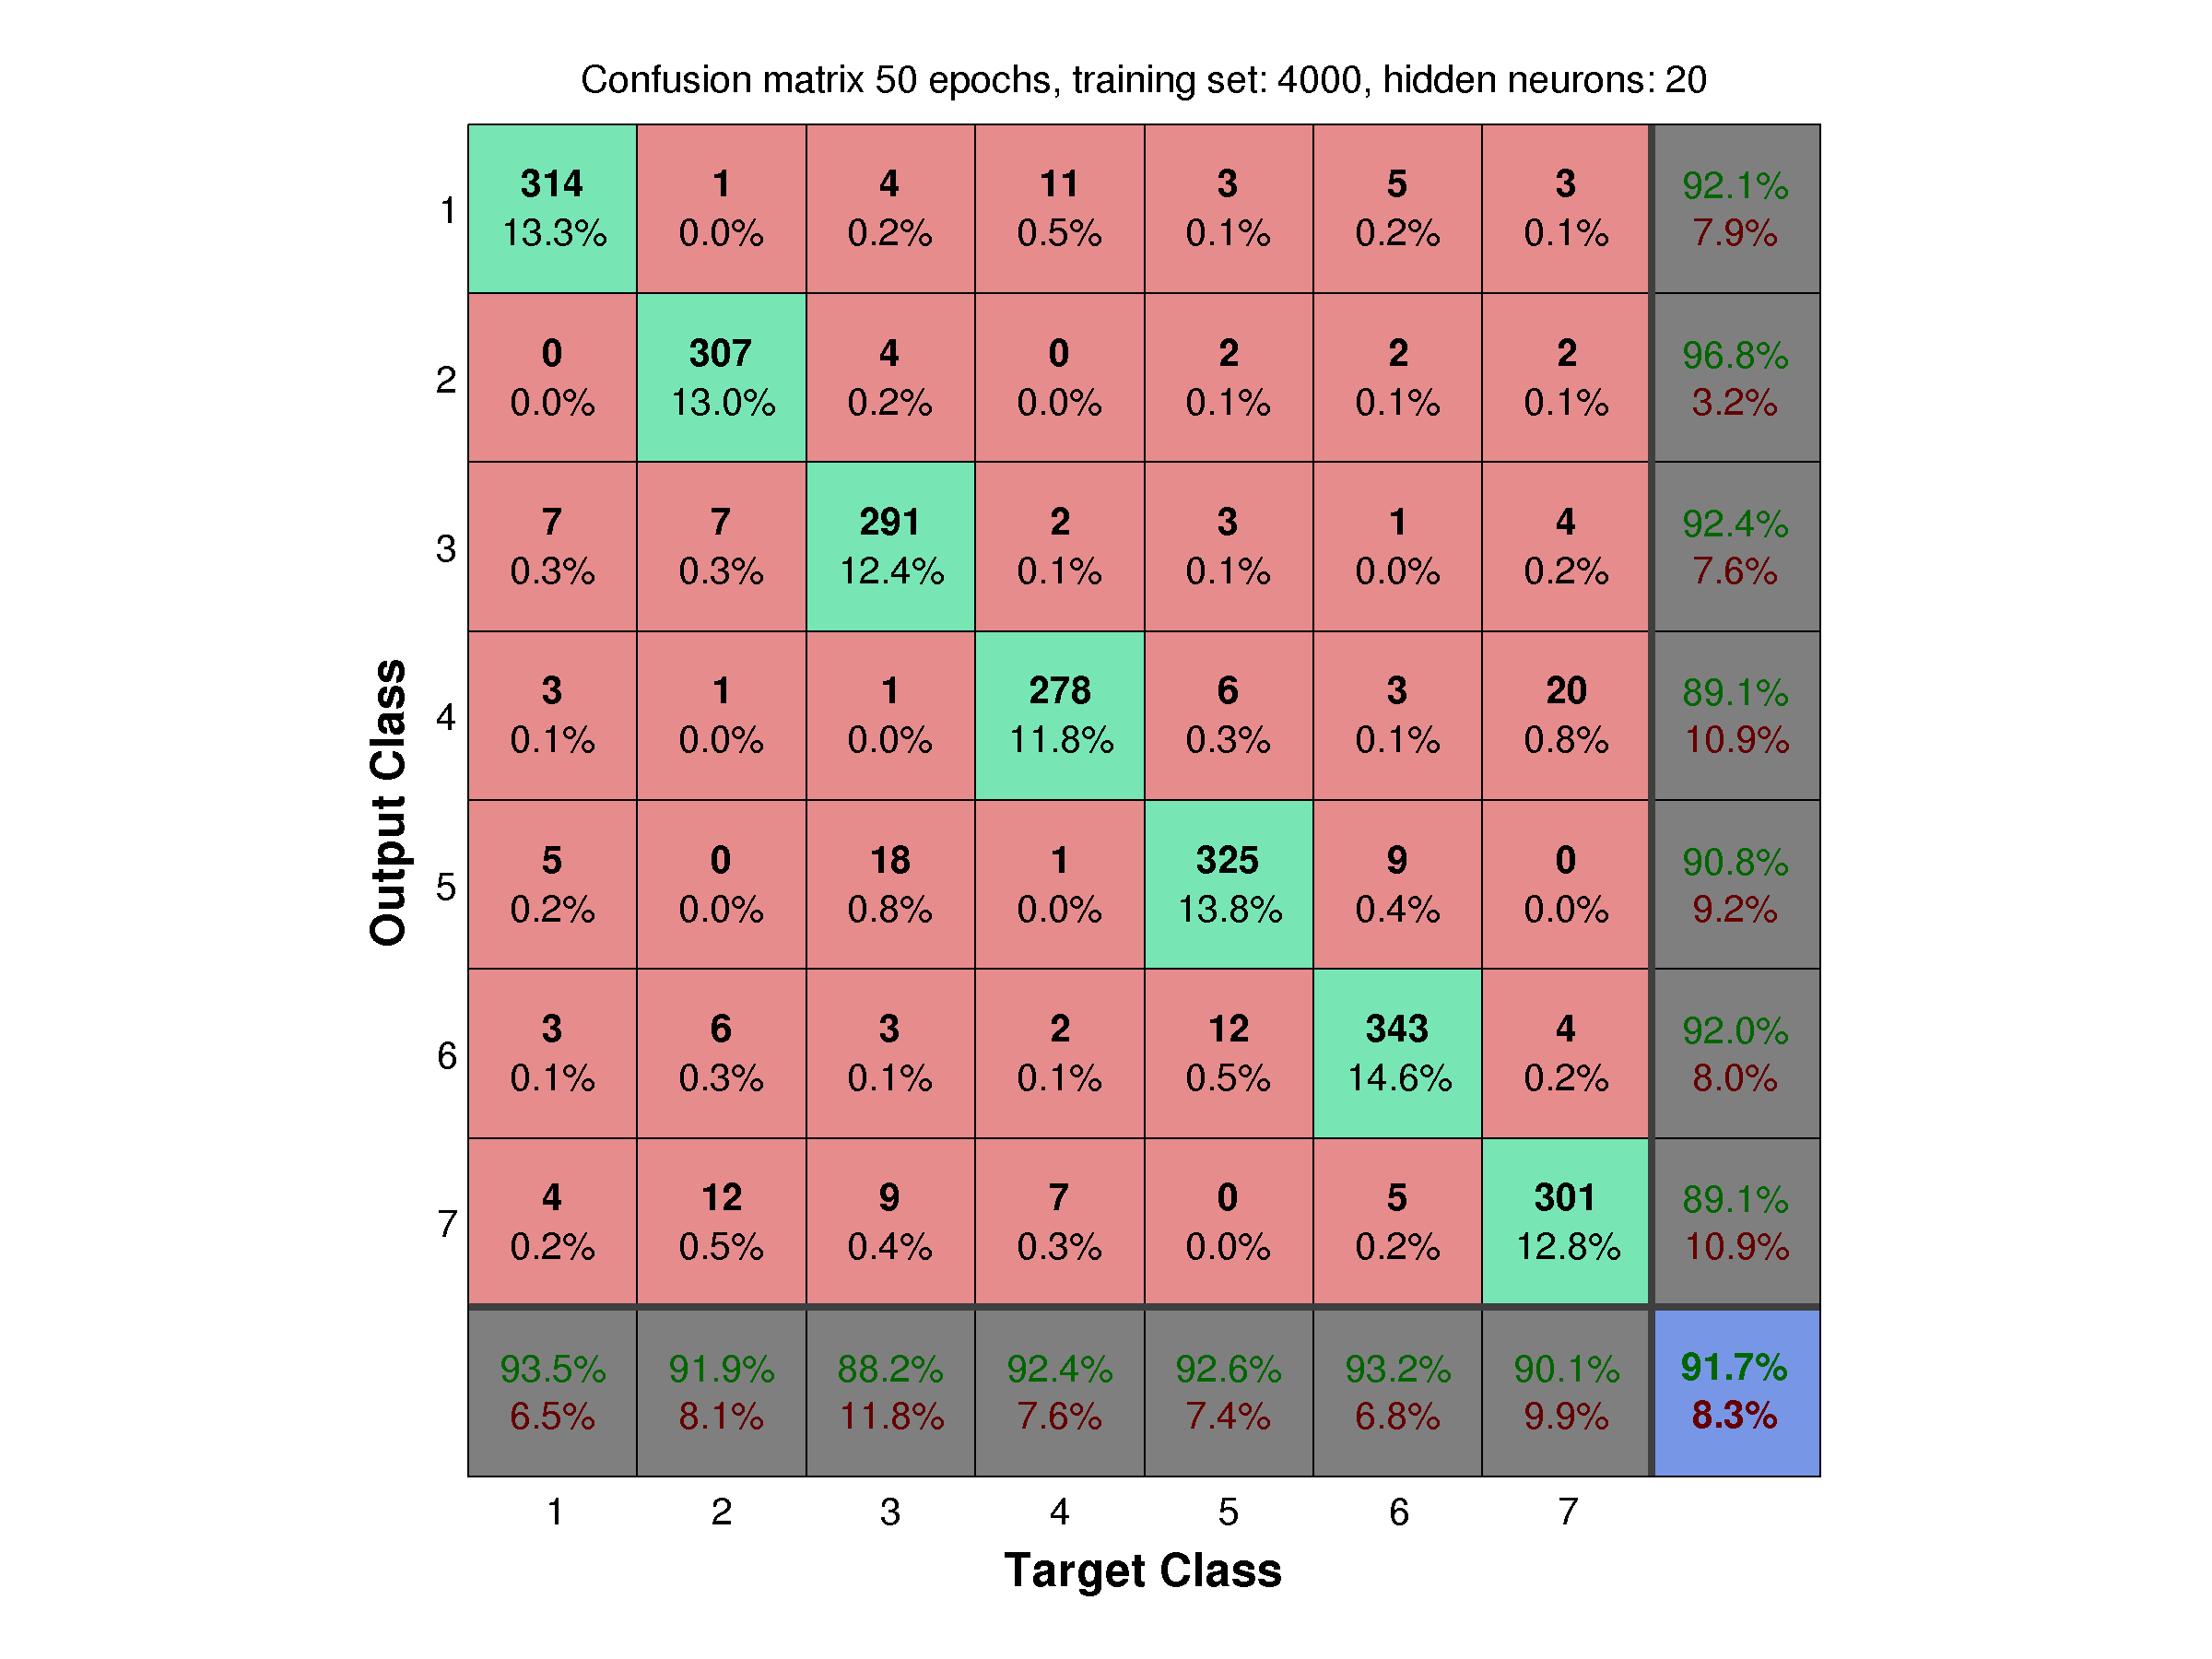 Confusion matrix 50 epochs, training set: 4000, hidden neurons: 20
314 1 4 11 3 5 3 92.1%
1
13.3% 0.0% 0.2% 0.5% 0.1% 0.2% 0.1% 7.9%
0 307 4 0 2 2 2 96.8%
2
0.0% 13.0% 0.2% 0.0% 0.1% 0.1% 0.1% 3.2%
7 7 291 2 3 1 4 92.4%
3
0.3% 0.3% 12.4% 0.1% 0.1% 0.0% 0.2% 7.6%
3 1 1 278 6 3 20 89.1%
4
0.1% 0.0% 0.0% 11.8% 0.3% 0.1% 0.8% 10.9%
Output Class
5 0 18 1 325 9 0 90.8%
5
0.2% 0.0% 0.8% 0.0% 13.8% 0.4% 0.0% 9.2%
3 6 3 2 12 343 4 92.0%
6
0.1% 0.3% 0.1% 0.1% 0.5% 14.6% 0.2% 8.0%
4 12 9 7 0 5 301 89.1%
7
0.2% 0.5% 0.4% 0.3% 0.0% 0.2% 12.8% 10.9%
93.5% 91.9% 88.2% 92.4% 92.6% 93.2% 90.1% 91.7%
6.5% 8.1% 11.8% 7.6% 7.4% 6.8% 9.9% 8.3%
1 2 3 4 5 6 7
Target Class